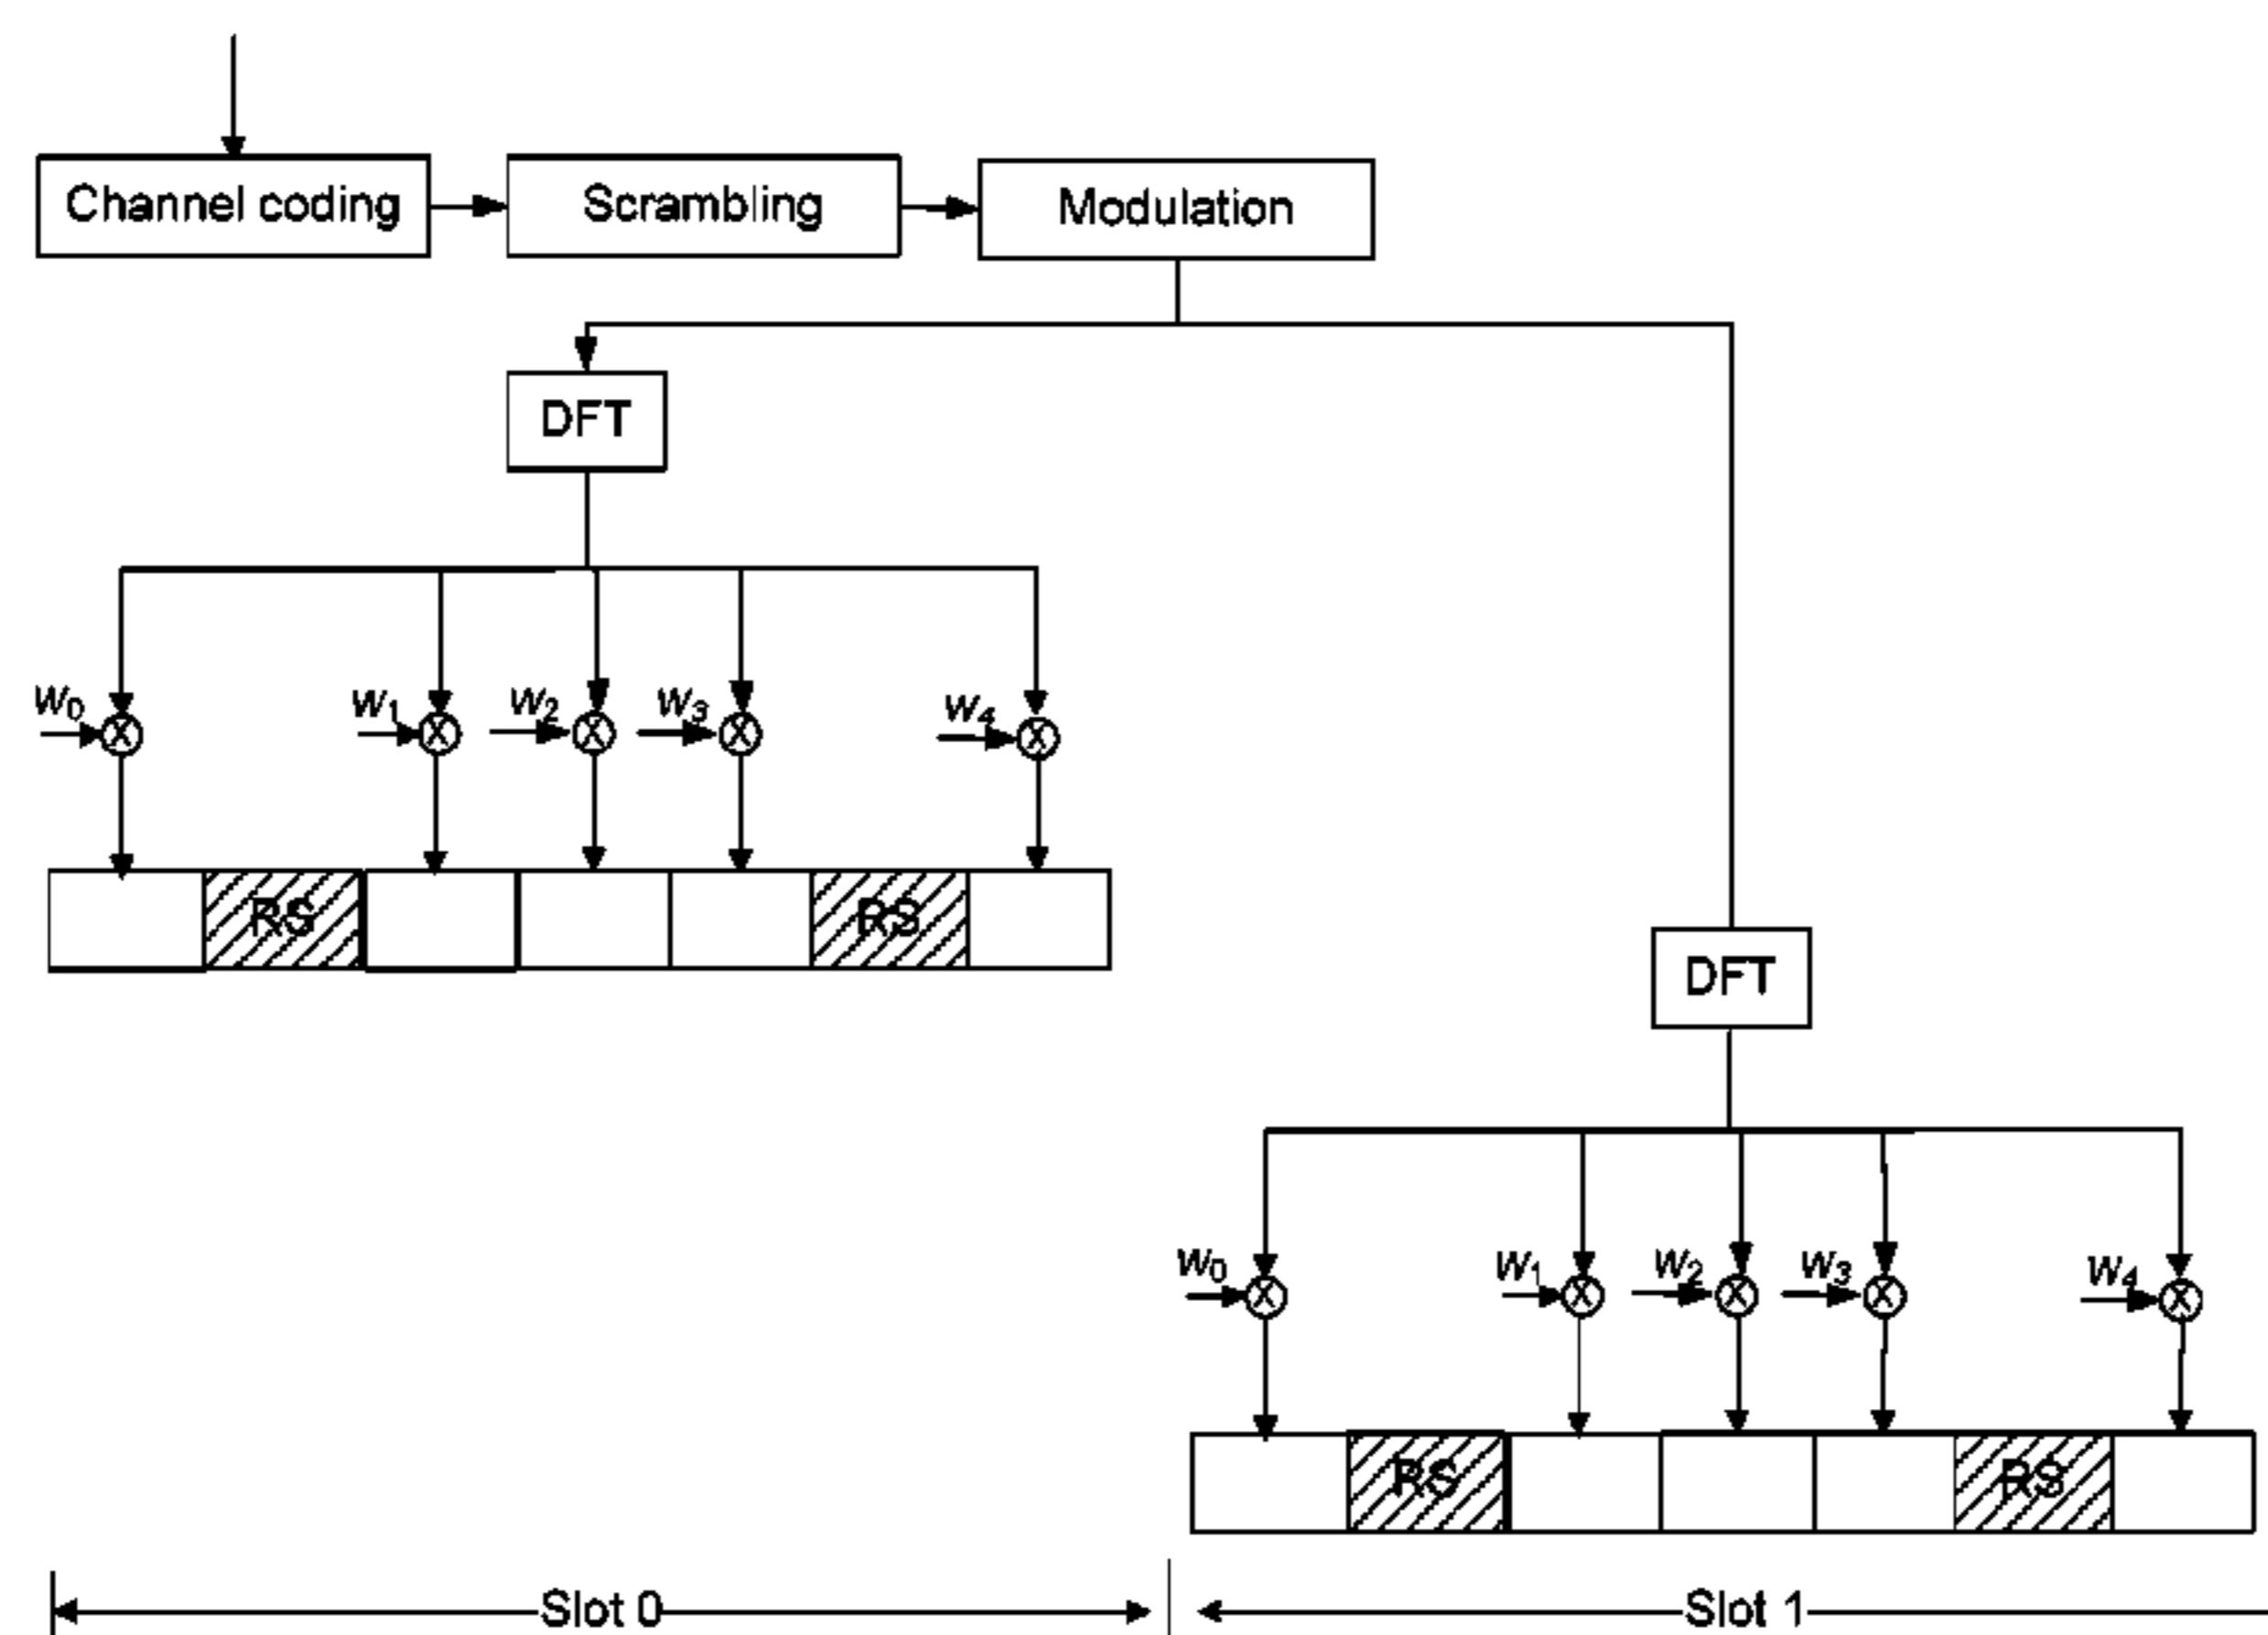 Channel coding
Scrambling
Modulation
DFT
w0
w1
w2
w3
w4
X
X
X
X
X
RS
RS
DFT
w0
w1
w2
w3
w4
X
X
X
X
X
RS
RS
Slot 0
Slot 1